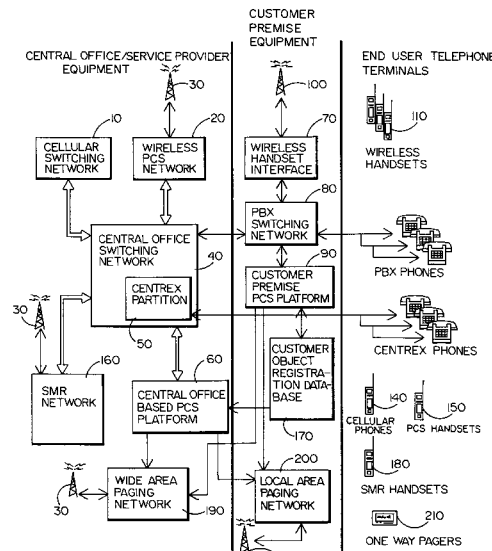 CUSTOMER
PREMISE
EQUIPMENT
CENTRAL OFFICE/SERVICE PROVIDER
EQUIPMENT
END USER TELEPHONE
TERMINALS
30
100
10
20
70
110
CELLULAR
SWITCHING
NETWORK
WIRELESS
PCS
NETWORK
WIRELESS
HANDSET
INTERFACE
WIRELESS
HANDSETS
80
PBX
SWITCHING
NETWORK
CENTRAL OFFICE
SWITCHING
NETWORK
40
90
PBX PHONES
CENTREX
PARTITION
CUSTOMER
PREMISE
PCS PLATFORM
30
50
CENTREX PHONES
160
60
SMR
NETWORK
CENTRAL OFFICE
BASED PCS
PLATFORM
CUSTOMER
OBJECT
REGISTRA-
TION DATA-
BASE
140
150
CELLULAR
PHONES
PCS HANDSETS
170
200
180
SMR HANDSETS
WIDE AREA
PAGING
NETWORK
LOCAL AREA
PAGING
NETWORK
30
190
210
ONE WAY PAGERS